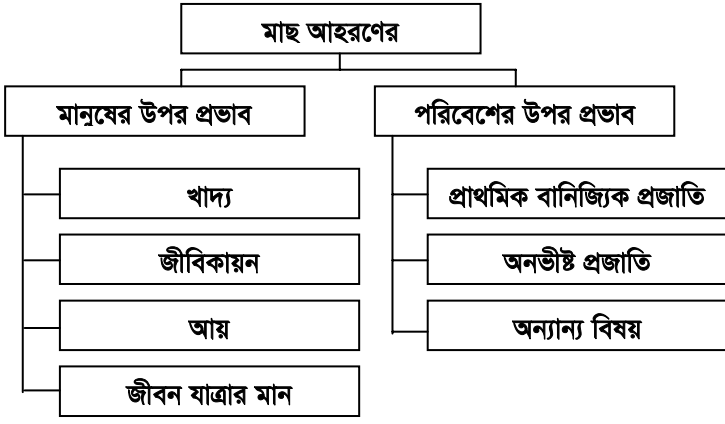 মাছ আহরণের
মানুষের উপর প্রভাব
পরিবেশের উপর প্রভাব
খাদ্য
জীবিকায়ন
আয়
জীবন যাত্রার মান
প্রাথমিক বানিজ্যিক প্রজাতি
অনভীষ্ট প্রজাতি
অন্যান্য বিষয়